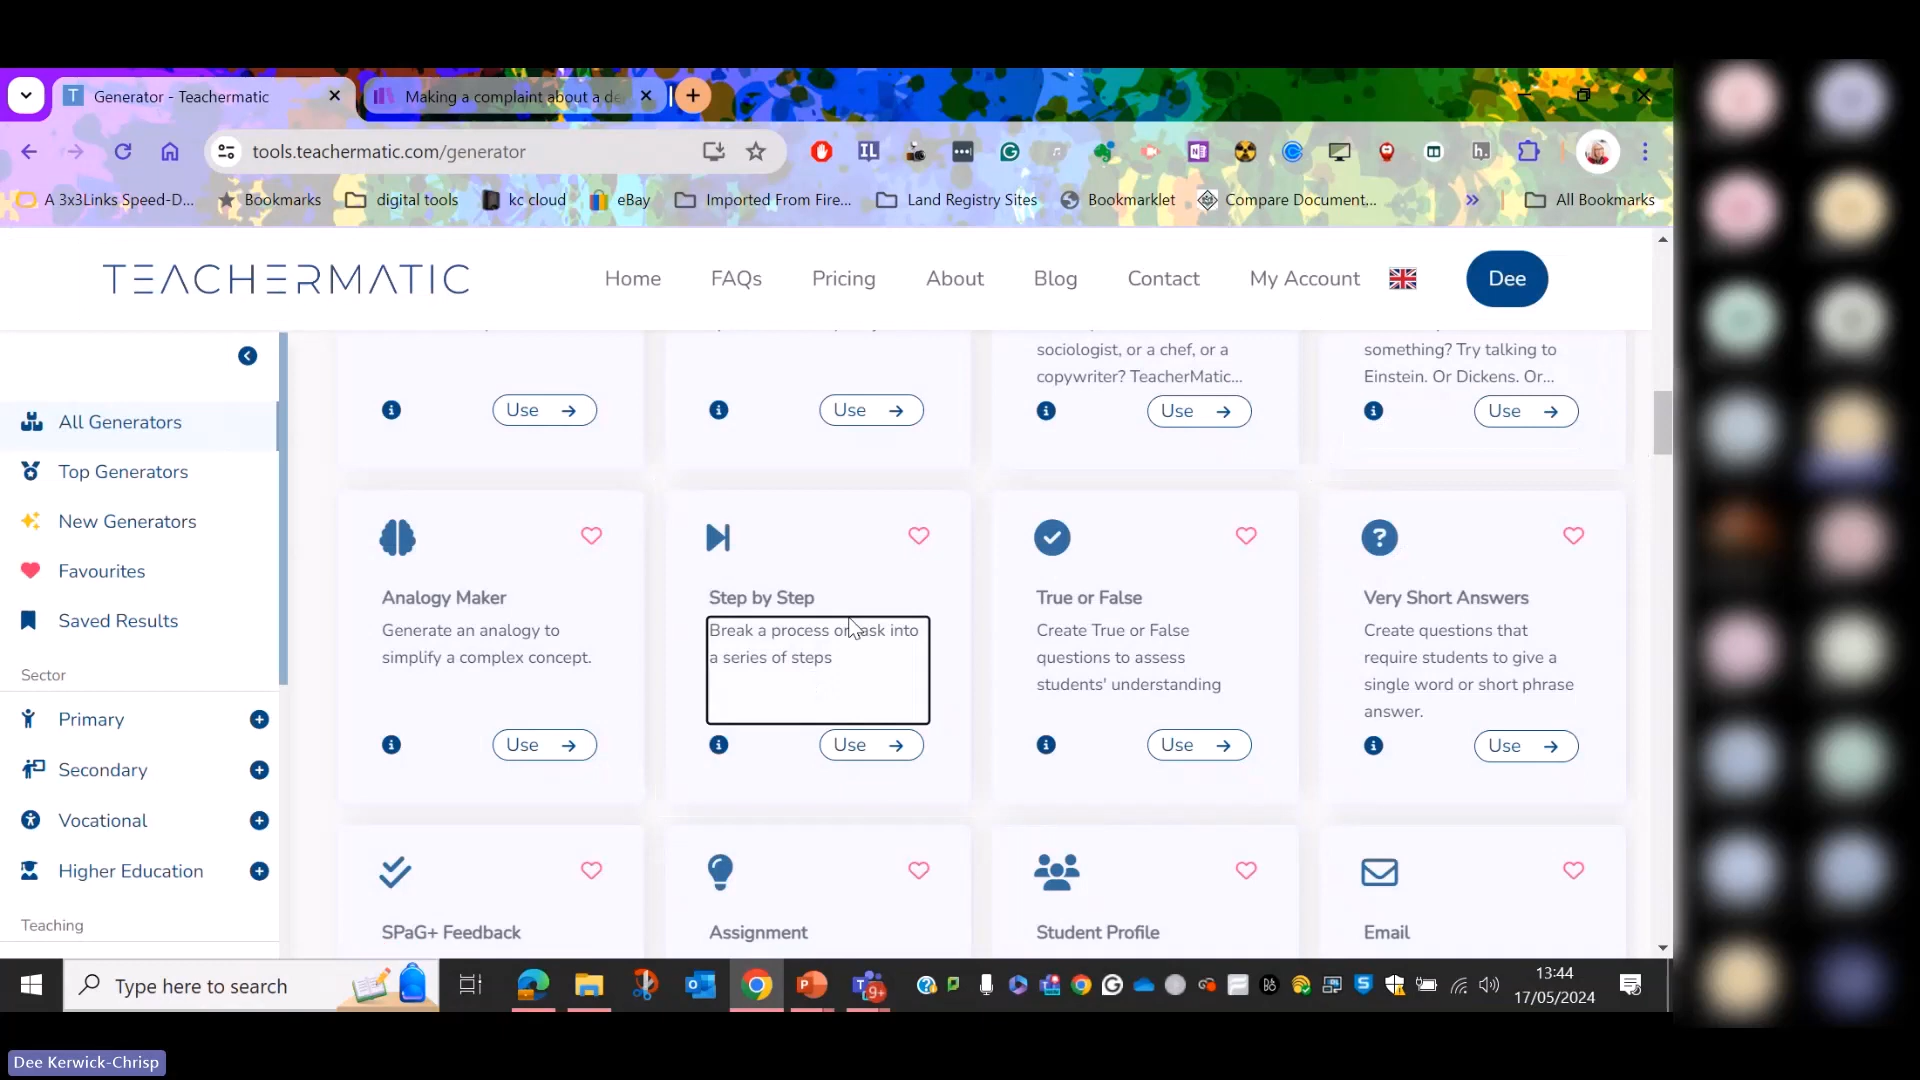 Generator - Teachermatic
Making a complaint about a de
tools.teachermatic.com/generator
A 3x3Links Speed-D...
Bookmarks
digital tools
kc cloud
eBay
Imported From Fire...
Land Registry Sites
Bookmarklet
Compare Document,...
All Bookmarks
TEACHERMATIC
Home
FAQs
Pricing
About
Blog
Contact
My Account
Dee
All Generators
Top Generators
New Generators
Favourites
Saved Results
Sector
Primary
Secondary
Vocational
Higher Education
Teaching
sociologist, or a chef, or a
copywriter? TeacherMatic...
something? Try talking to
Einstein. Or Dickens. Or...
Use
Use
Use
Use
Analogy Maker
Generate an analogy to
simplify a complex concept.
Use
Step by Step
Break a process or task into
a series of steps
Use
True or False
Create True or False
questions to assess
students' understanding
Use
Very Short Answers
Create questions that
require students to give a
single word or short phrase
answer.
Use
SPaG+ Feedback
Assignment
Student Profile
Email
Type here to search
13:44
17/05/2024
Dee Kerwick-Chrisp